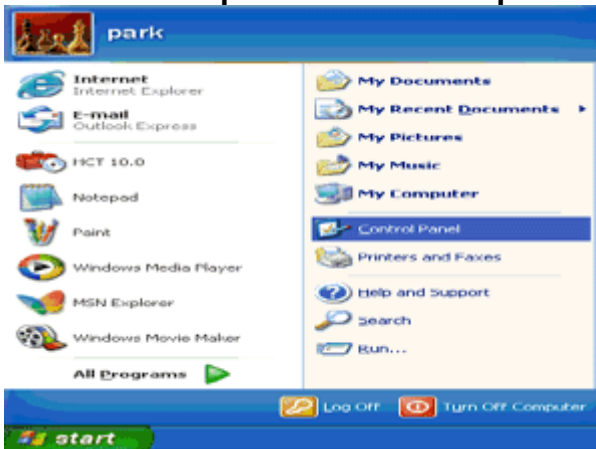 park
Internet
Internet Explorer
E-mail
Outlook Express
HCT 10.0
Notepad
Paint
Windows Media Player
MSN Explorer
Windows Movie Maker
All Programs
My Documents
My Recent Documents
My Pictures
My Music
My Computer
Control Panel
Printers and Faxes
Help and Support
Search
Run...
Log Off
Turn Off Computer
start